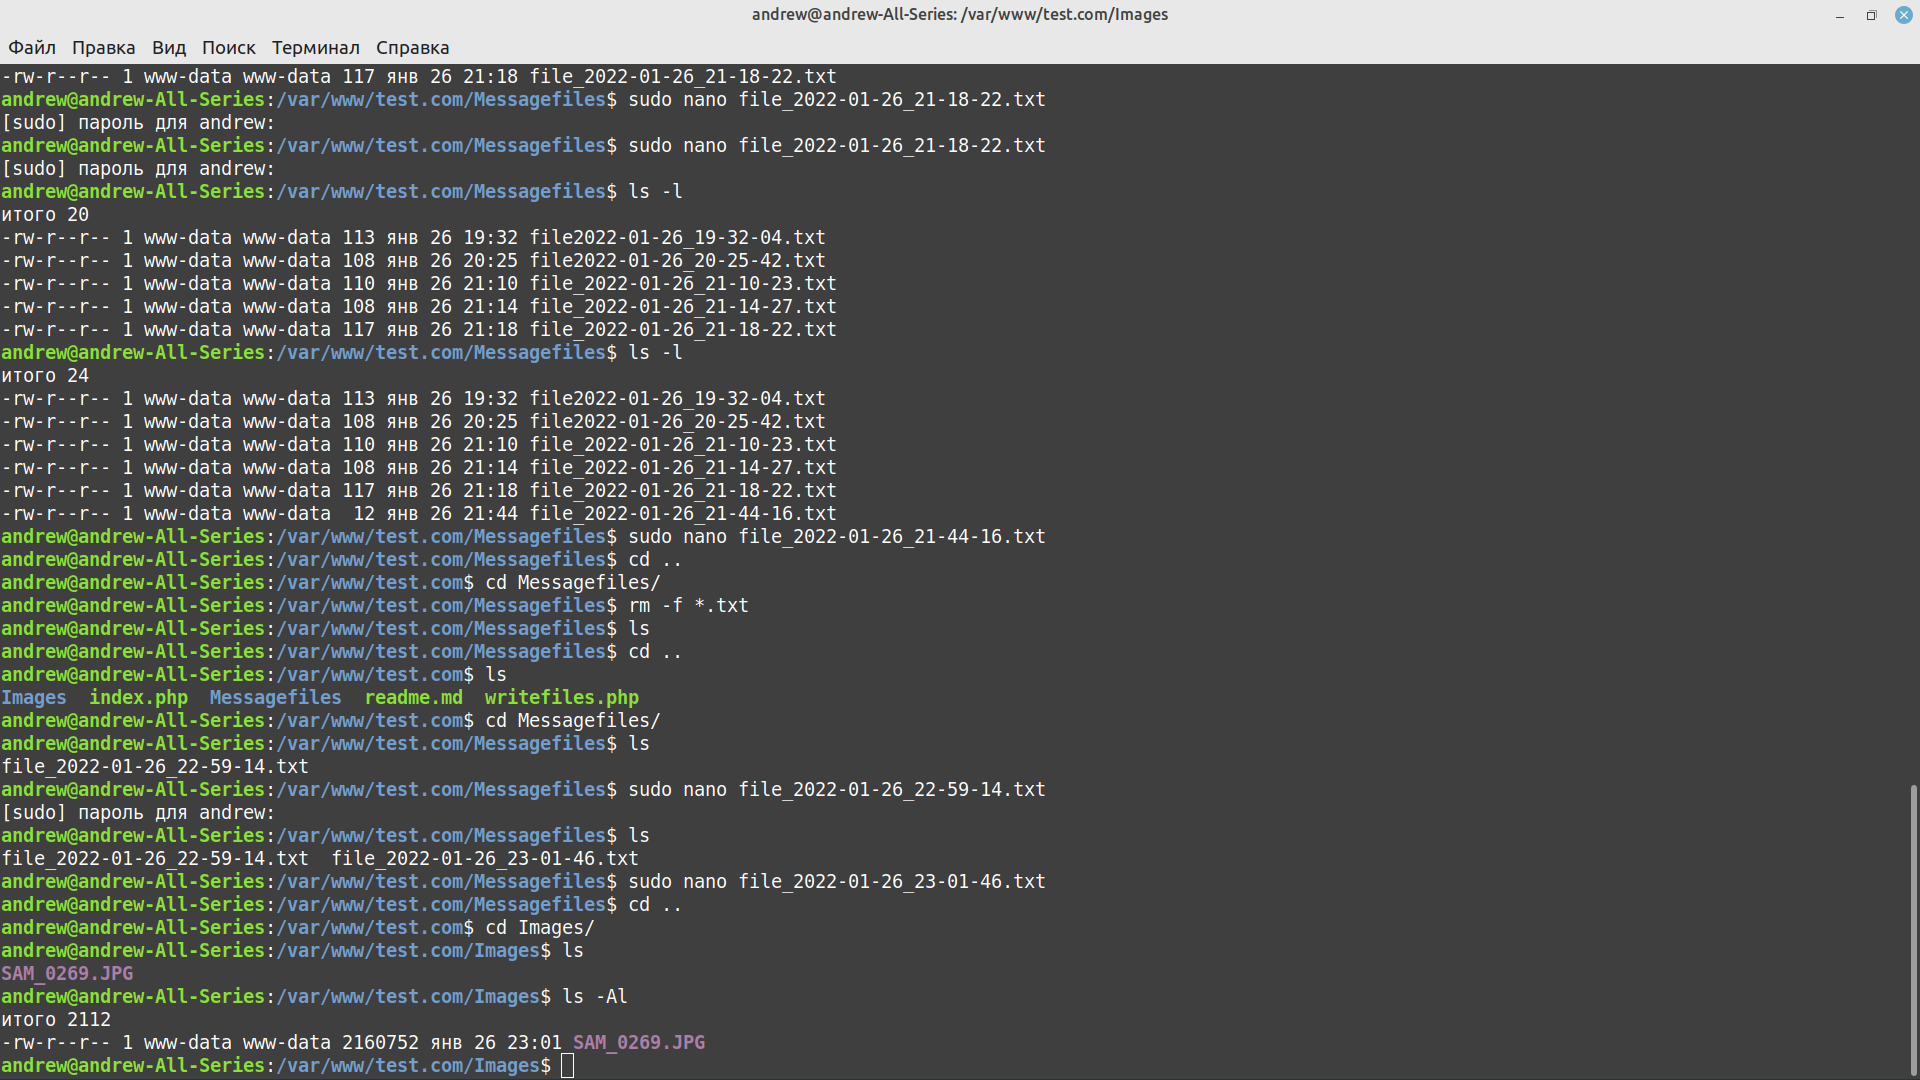 andrew@andrew-All-Series: /var/www/test.com/Images
Файл Правка Вид Поиск Терминал Справка
-rw-r--r-- 1 www-data www-data 117 янв 26 21:18 file_2022-01-26_21-18-22.txt
andrew@andrew-All-Series:/var/www/test.com/Messagefiles$ sudo nano file_2022-01-26_21-18-22.txt
[sudo] пароль для andrew:
andrew@andrew-All-Series:/var/www/test.com/Messagefiles$ sudo nano file_2022-01-26_21-18-22.txt
[sudo] пароль для andrew:
andrew@andrew-All-Series:/var/www/test.com/Messagefiles$ ls -l
итого 20
-rw-r--r-- 1 www-data www-data 113 янв 26 19:32 file2022-01-26_19-32-04.txt
-rw-r--r-- 1 www-data www-data 108 янв 26 20:25 file2022-01-26_20-25-42.txt
-rw-r--r-- 1 www-data www-data 110 янв 26 21:10 file_2022-01-26_21-10-23.txt
-rw-r--r-- 1 www-data www-data 108 янв 26 21:14 file_2022-01-26_21-14-27.txt
-rw-r--r-- 1 www-data www-data 117 янв 26 21:18 file_2022-01-26_21-18-22.txt
andrew@andrew-All-Series:/var/www/test.com/Messagefiles$ ls -l
итого 24
-rw-r--r-- 1 www-data www-data 113 янв 26 19:32 file2022-01-26_19-32-04.txt
-rw-r--r-- 1 www-data www-data 108 янв 26 20:25 file2022-01-26_20-25-42.txt
-rw-r--r-- 1 www-data www-data 110 янв 26 21:10 file_2022-01-26_21-10-23.txt
-rw-r--r-- 1 www-data www-data 108 янв 26 21:14 file_2022-01-26_21-14-27.txt
-rw-r--r-- 1 www-data www-data 117 янв 26 21:18 file_2022-01-26_21-18-22.txt
-rw-r--r-- 1 www-data www-data  12 янв 26 21:44 file_2022-01-26_21-44-16.txt
andrew@andrew-All-Series:/var/www/test.com/Messagefiles$ sudo nano file_2022-01-26_21-44-16.txt
andrew@andrew-All-Series:/var/www/test.com/Messagefiles$ cd ..
andrew@andrew-All-Series:/var/www/test.com$ cd Messagefiles/
andrew@andrew-All-Series:/var/www/test.com/Messagefiles$ rm -f *.txt
andrew@andrew-All-Series:/var/www/test.com/Messagefiles$ ls
andrew@andrew-All-Series:/var/www/test.com/Messagefiles$ cd ..
andrew@andrew-All-Series:/var/www/test.com$ ls
Images  index.php  Messagefiles  readme.md  writefiles.php
andrew@andrew-All-Series:/var/www/test.com$ cd Messagefiles/
andrew@andrew-All-Series:/var/www/test.com/Messagefiles$ ls
file_2022-01-26_22-59-14.txt
andrew@andrew-All-Series:/var/www/test.com/Messagefiles$ sudo nano file_2022-01-26_22-59-14.txt
[sudo] пароль для andrew:
andrew@andrew-All-Series:/var/www/test.com/Messagefiles$ ls
file_2022-01-26_22-59-14.txt  file_2022-01-26_23-01-46.txt
andrew@andrew-All-Series:/var/www/test.com/Messagefiles$ sudo nano file_2022-01-26_23-01-46.txt
andrew@andrew-All-Series:/var/www/test.com/Messagefiles$ cd ..
andrew@andrew-All-Series:/var/www/test.com$ cd Images/
andrew@andrew-All-Series:/var/www/test.com/Images$ ls
SAM_0269.JPG
andrew@andrew-All-Series:/var/www/test.com/Images$ ls -Al
итого 2112
-rw-r--r-- 1 www-data www-data 2160752 янв 26 23:01 SAM_0269.JPG
andrew@andrew-All-Series:/var/www/test.com/Images$